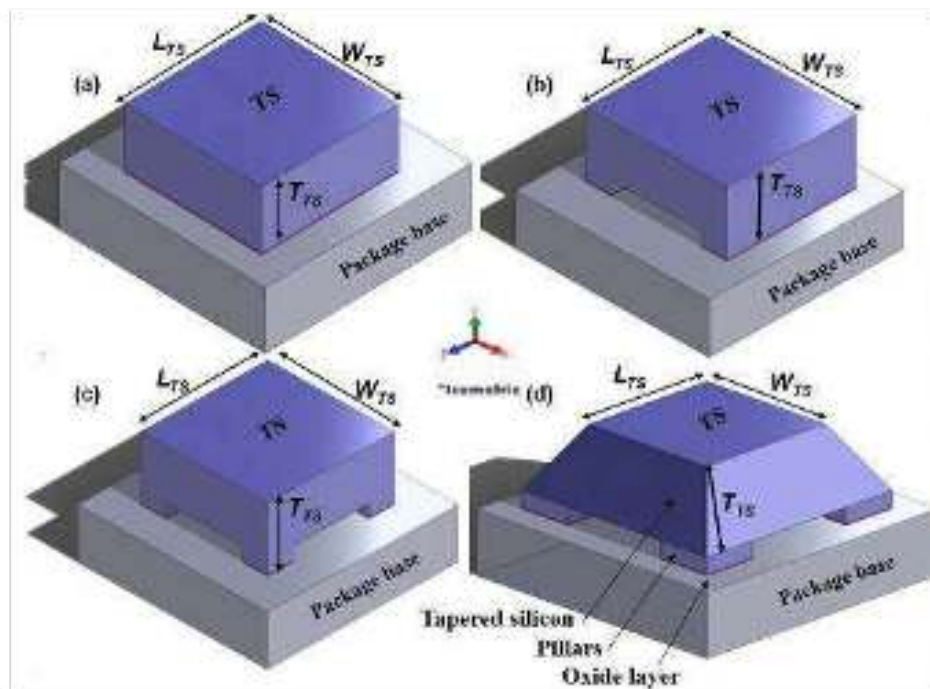 (a)
L_TS
W_TS
TS
T_TS
Package base
(b)
L_TS
W_TS
TS
T_TS
Package base
*Isometric
(c)
L_TS
W_TS
TS
T_TS
Package base
(d)
L_TS
W_TS
TS
T_TS
Package base
Tapered silicon
Pillars
Oxide layer